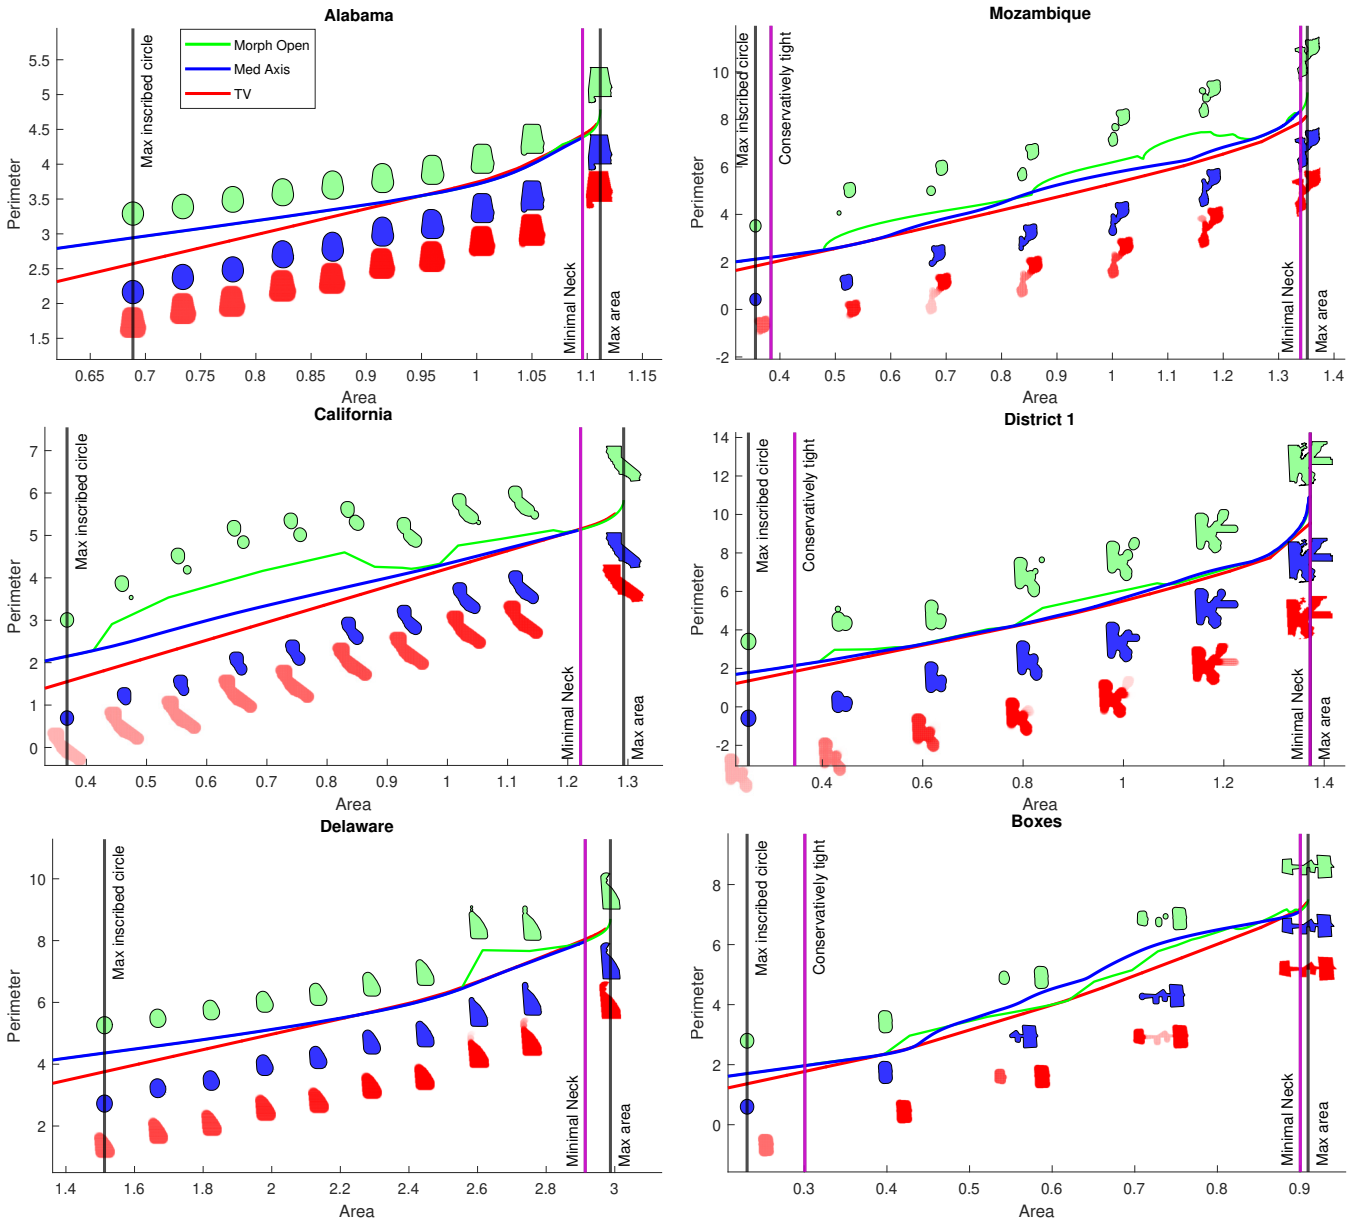 Alabama
Perimeter
5.5
5
4.5
4
3.5
3
2.5
2
1.5
Max inscribed circle
Morph Open
Med Axis
TV
Minimal Neck
Max area
0.65
0.7
0.75
0.8
0.85
0.9
0.95
1
1.05
1.1
1.15
Area
Mozambique
Perimeter
10
8
6
4
2
0
-2
Max inscribed circle
Conservatively tight
Minimal Neck
Max area
0.4
0.5
0.6
0.7
0.8
0.9
1
1.1
1.2
1.3
1.4
Area
California
Perimeter
7
6
5
4
3
2
1
0
Max inscribed circle
Minimal Neck
Max area
0.4
0.5
0.6
0.7
0.8
0.9
1
1.1
1.2
1.3
Area
District 1
Perimeter
14
12
10
8
6
4
2
0
-2
Max inscribed circle
Conservatively tight
Minimal Neck
Max area
0.4
0.6
0.8
1
1.2
1.4
Area
Delaware
Perimeter
10
8
6
4
2
Max inscribed circle
Minimal Neck
Max area
1.4
1.6
1.8
2
2.2
2.4
2.6
2.8
3
Area
Boxes
Perimeter
8
6
4
2
0
Max inscribed circle
Conservatively tight
Minimal Neck
Max area
0.3
0.4
0.5
0.6
0.7
0.8
0.9
Area